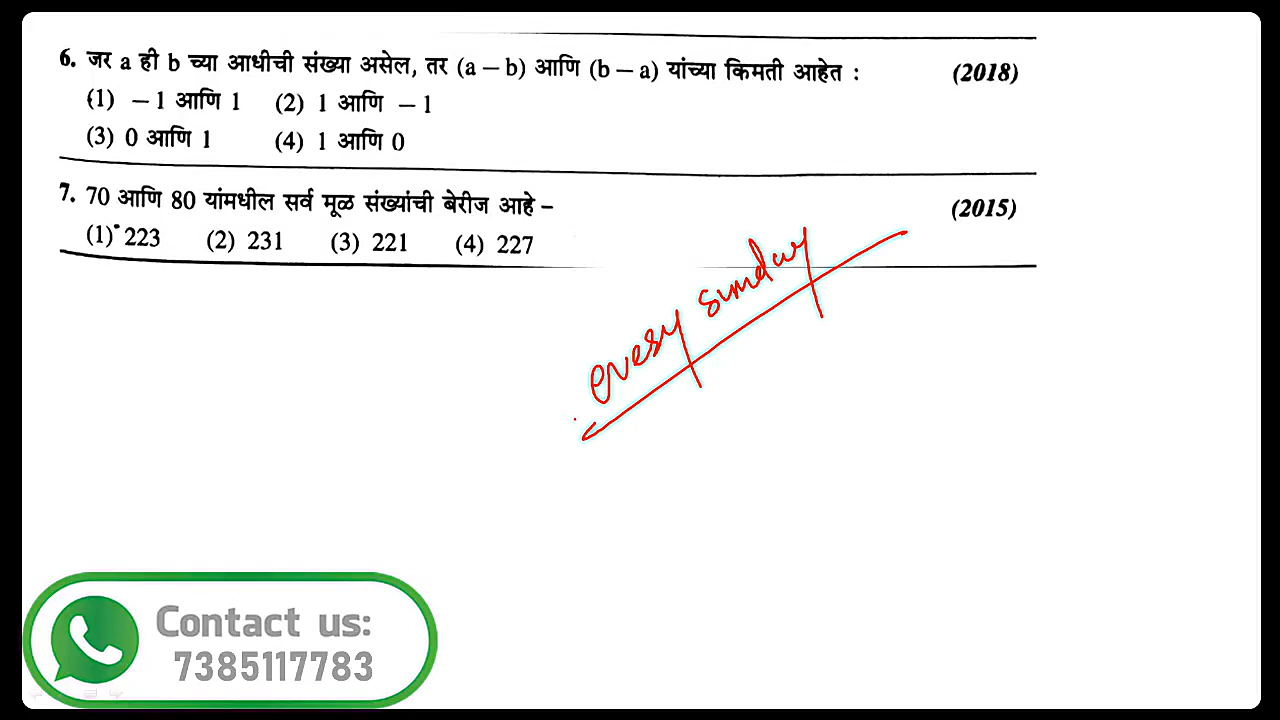 6. जर a ही b च्या आधीची संख्या असेल, तर (a – b) आणि (b – a) यांच्या किमती आहेत : (2018)
(1) – 1 आणि 1 (2) 1 आणि – 1
(3) 0 आणि 1 (4) 1 आणि 0
7. 70 आणि 80 यांमधील सर्व मूळ संख्यांची बेरीज आहे – (2015)
(1) 223 (2) 231 (3) 221 (4) 227
every sunday
Contact us:
7385117783